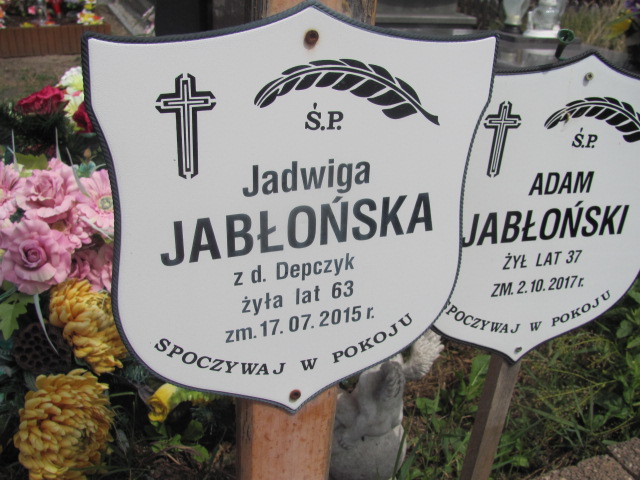 Ś.P.
Jadwiga
JABŁOŃSKA
z d. Depczyk
żyła lat 63
zm. 17. 07. 2015 r.
SPOCZYWAJ W POKOJU
Ś.P.
ADAM
JABŁOŃSKI
ŻYŁ LAT 37
ZM. 2.10.2017r.
SPOCZYWAJ W POKOJU